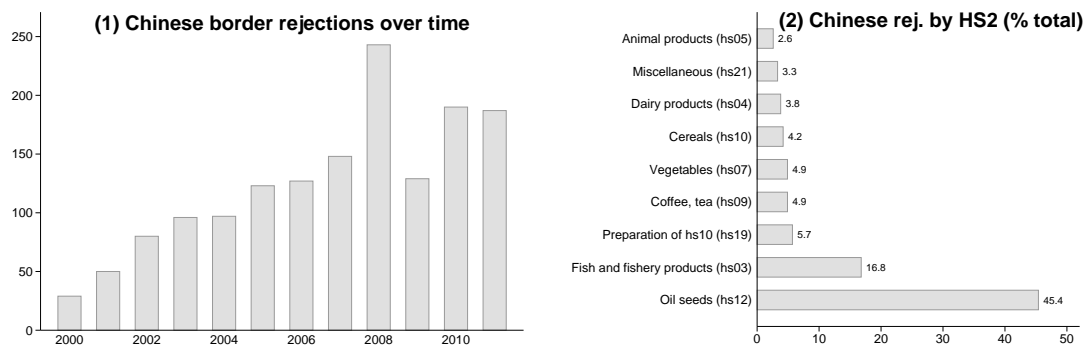 (1) Chinese border rejections over time
250
200
150
100
50
0
2000 2002 2004 2006 2008 2010
(2) Chinese rej. by HS2 (% total)
Animal products (hs05) 2.6
Miscellaneous (hs21) 3.3
Dairy products (hs04) 3.8
Cereals (hs10) 4.2
Vegetables (hs07) 4.9
Coffee, tea (hs09) 4.9
Preparation of hs10 (hs19) 5.7
Fish and fishery products (hs03) 16.8
Oil seeds (hs12) 45.4
0 10 20 30 40 50